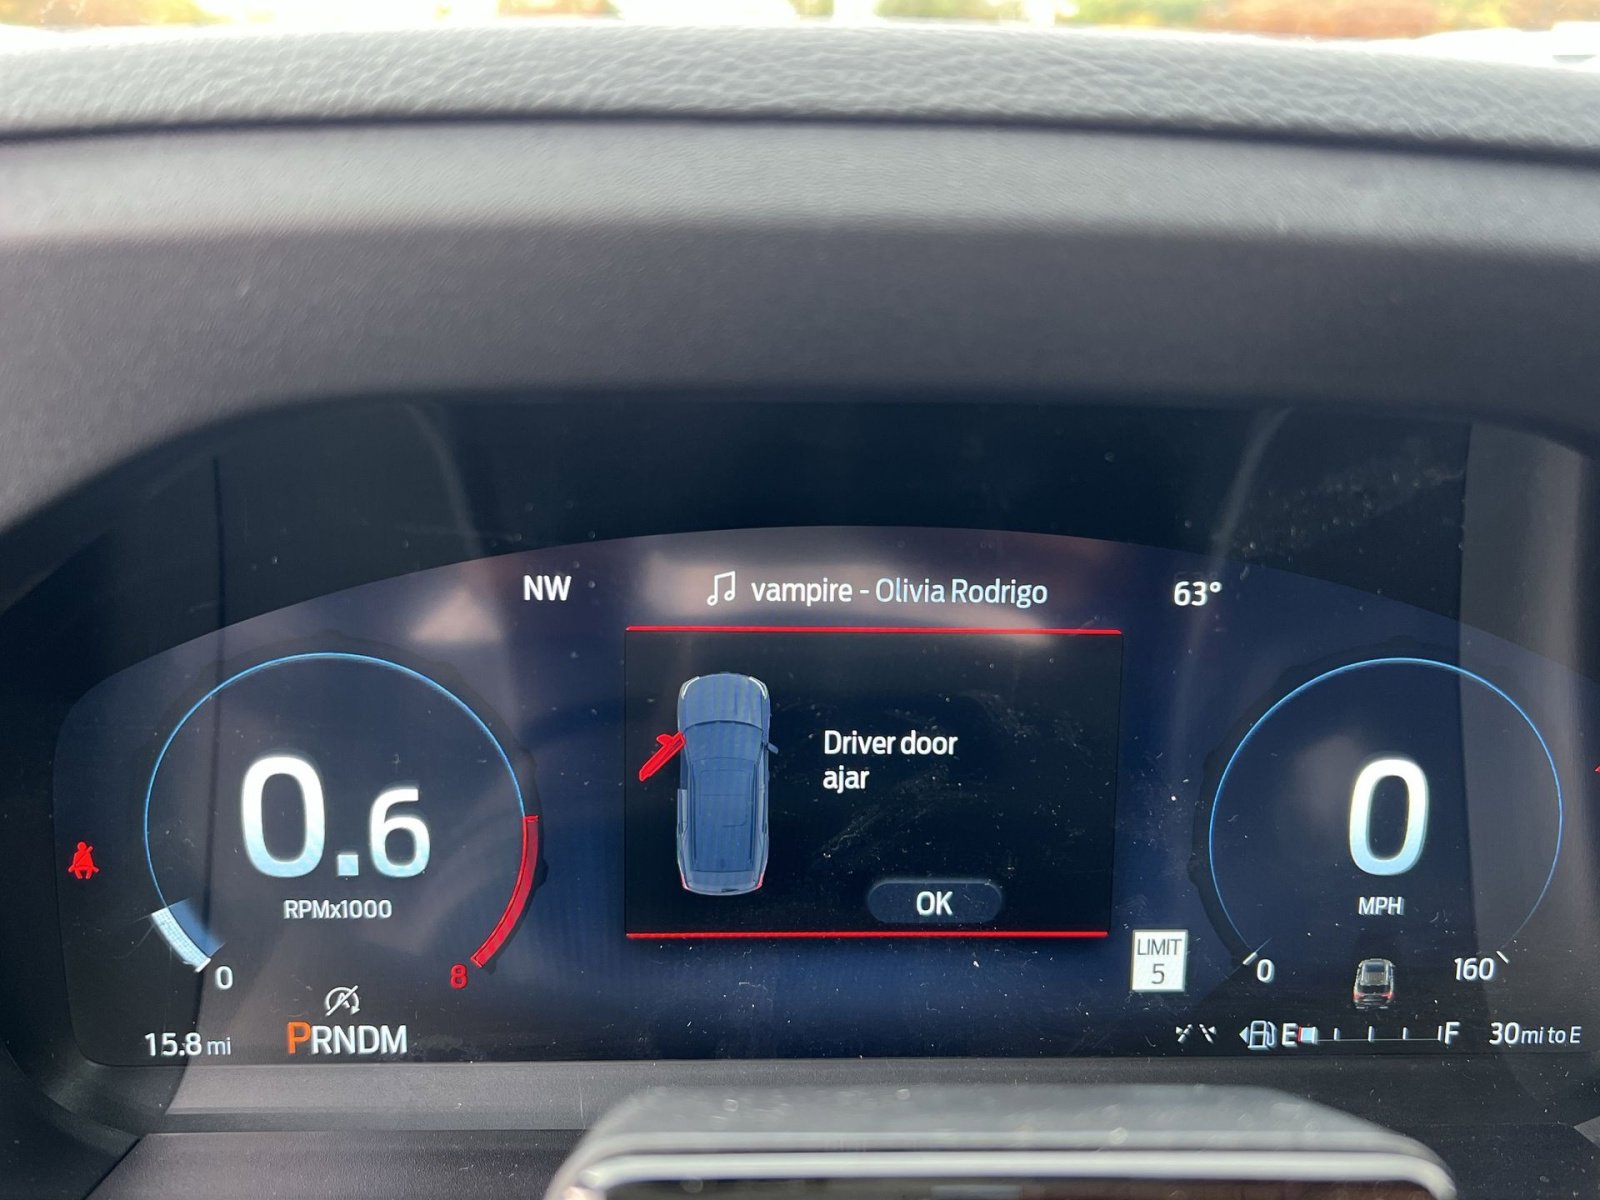 NW
vampire - Olivia Rodrigo
63°
Driver door
ajar
OK
0.6
RPMx1000
0
8
15.8 mi
PRNDM
LIMIT
5
0
MPH
0
160
E
F
30 mi to E